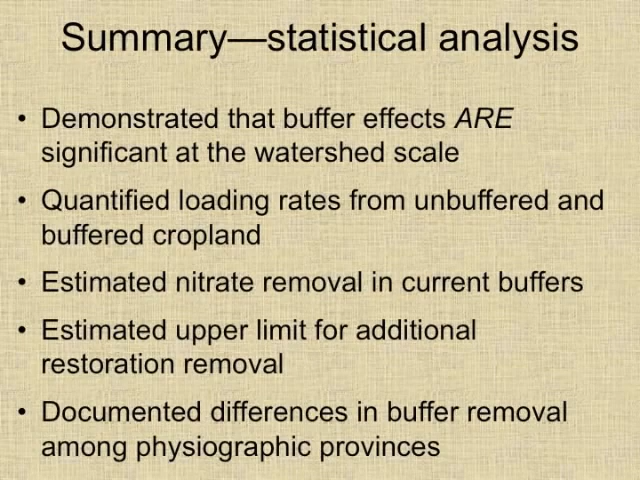 Summary—statistical analysis
• Demonstrated that buffer effects ARE
significant at the watershed scale
• Quantified loading rates from unbuffered and
buffered cropland
• Estimated nitrate removal in current buffers
• Estimated upper limit for additional
restoration removal
• Documented differences in buffer removal
among physiographic provinces